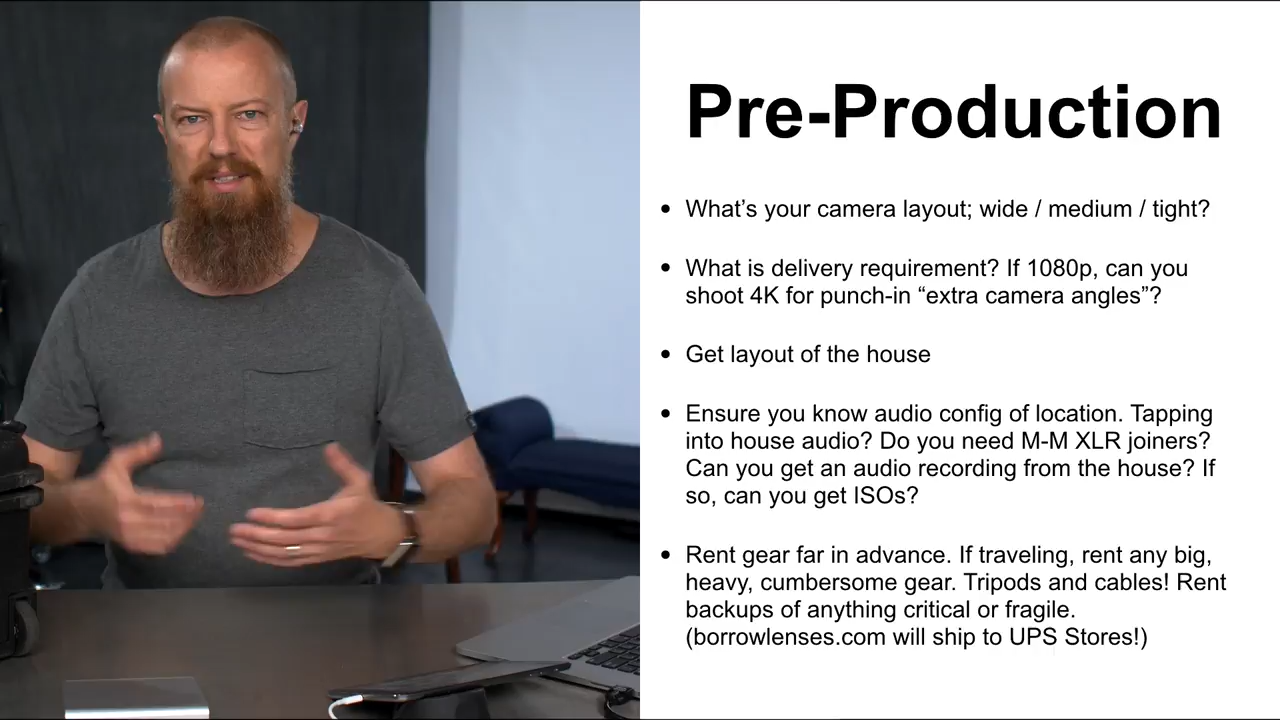 Pre-Production
• What’s your camera layout; wide / medium / tight?
• What is delivery requirement? If 1080p, can you
shoot 4K for punch-in “extra camera angles”?
• Get layout of the house
• Ensure you know audio config of location. Tapping
into house audio? Do you need M-M XLR joiners?
Can you get an audio recording from the house? If
so, can you get ISOs?
• Rent gear far in advance. If traveling, rent any big,
heavy, cumbersome gear. Tripods and cables! Rent
backups of anything critical or fragile.
(borrowlenses.com will ship to UPS Stores!)